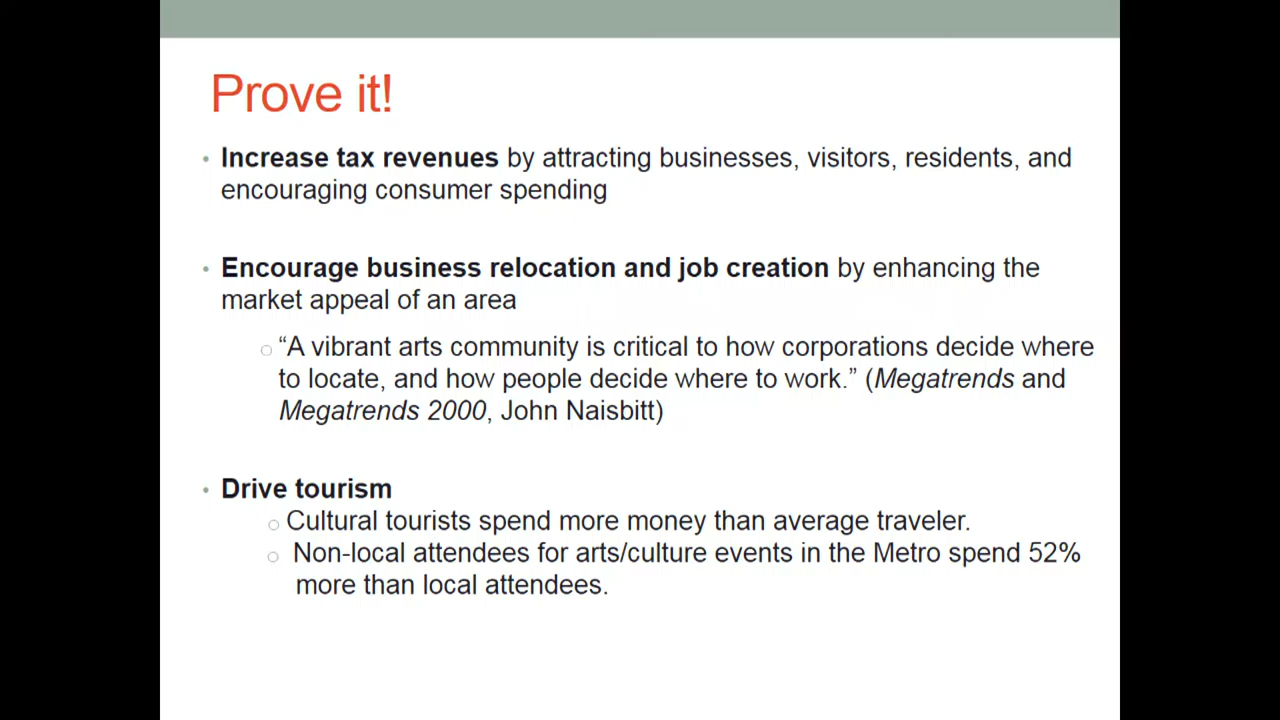 Prove it!
• Increase tax revenues by attracting businesses, visitors, residents, and
encouraging consumer spending
• Encourage business relocation and job creation by enhancing the
market appeal of an area
○ “A vibrant arts community is critical to how corporations decide where
to locate, and how people decide where to work.” (Megatrends and
Megatrends 2000, John Naisbitt)
• Drive tourism
○ Cultural tourists spend more money than average traveler.
○ Non-local attendees for arts/culture events in the Metro spend 52%
more than local attendees.